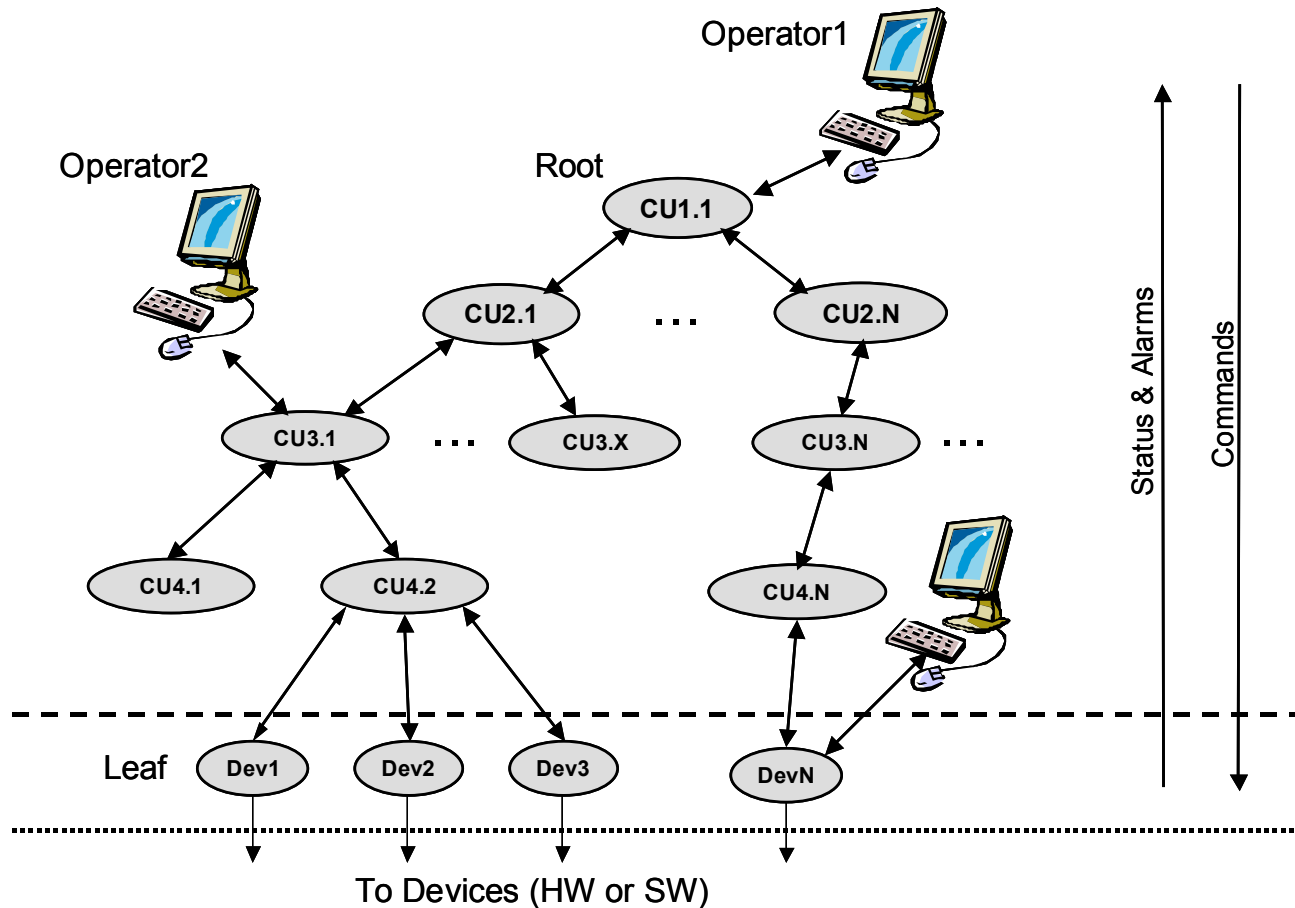 Operator1
Operator2
Root
CU1.1
CU2.1
...
CU2.N
CU3.1
...
CU3.X
CU3.N
...
CU4.1
CU4.2
CU4.N
Status & Alarms
Commands
Leaf
Dev1
Dev2
Dev3
DevN
To Devices (HW or SW)